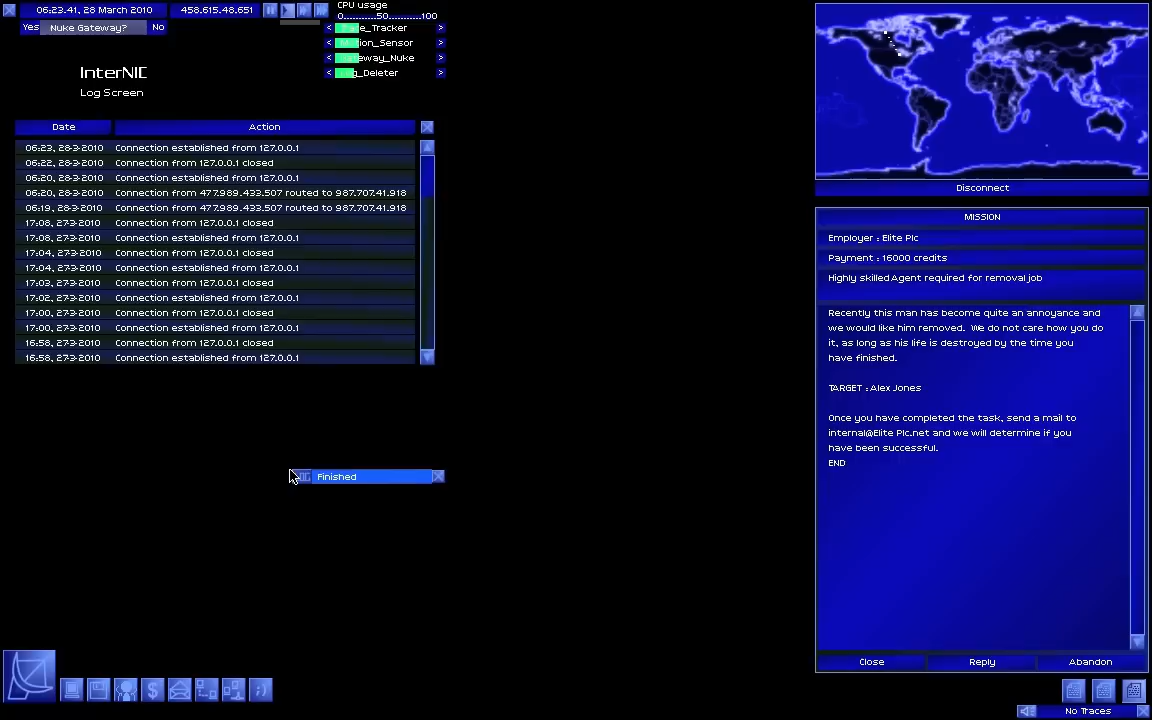 06:23.41, 28 March 2010
458.615.48.651
CPU usage
0..........50..........100
Yes
Nuke Gateway?
No
< e_Tracker >
< ion_Sensor >
< eway_Nuke >
< g_Deleter >
InterNIC
Log Screen
Date Action
06:23, 28-3-2010 Connection established from 127.0.0.1
06:22, 28-3-2010 Connection from 127.0.0.1 closed
06:20, 28-3-2010 Connection established from 127.0.0.1
06:20, 28-3-2010 Connection from 477.989.433.507 routed to 987.707.41.918
06:19, 28-3-2010 Connection from 477.989.433.507 routed to 987.707.41.918
17:08, 27-3-2010 Connection from 127.0.0.1 closed
17:08, 27-3-2010 Connection established from 127.0.0.1
17:04, 27-3-2010 Connection from 127.0.0.1 closed
17:04, 27-3-2010 Connection established from 127.0.0.1
17:03, 27-3-2010 Connection from 127.0.0.1 closed
17:02, 27-3-2010 Connection established from 127.0.0.1
17:00, 27-3-2010 Connection from 127.0.0.1 closed
17:00, 27-3-2010 Connection established from 127.0.0.1
16:58, 27-3-2010 Connection from 127.0.0.1 closed
16:58, 27-3-2010 Connection established from 127.0.0.1
Finished
Disconnect
MISSION
Employer : Elite Plc
Payment : 16000 credits
Highly skilled Agent required for removal job
Recently this man has become quite an annoyance and
we would like him removed. We do not care how you do
it, as long as his life is destroyed by the time you
have finished.
TARGET : Alex Jones
Once you have completed the task, send a mail to
internal@Elite Plc.net and we will determine if you
have been successful.
END
Close
Reply
Abandon
No Traces